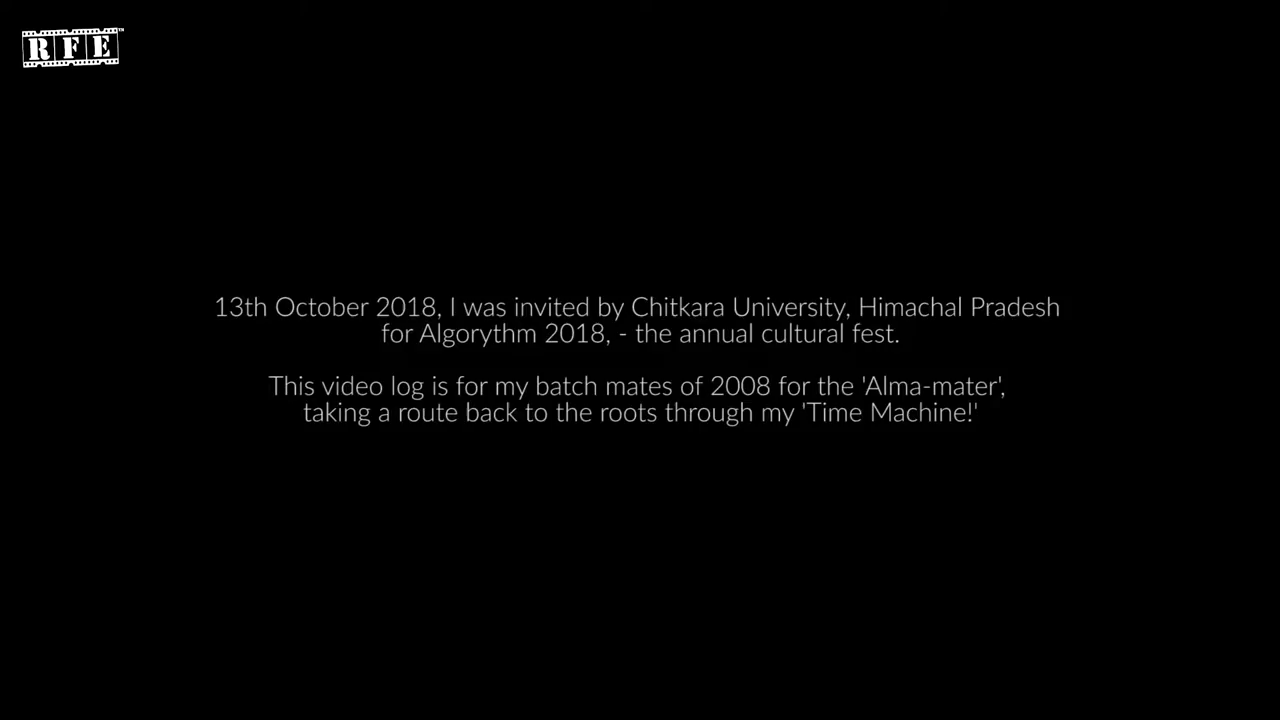 RFE™
13th October 2018, I was invited by Chitkara University, Himachal Pradesh
for Algorythm 2018, - the annual cultural fest.
This video log is for my batch mates of 2008 for the 'Alma-mater',
taking a route back to the roots through my 'Time Machine!'